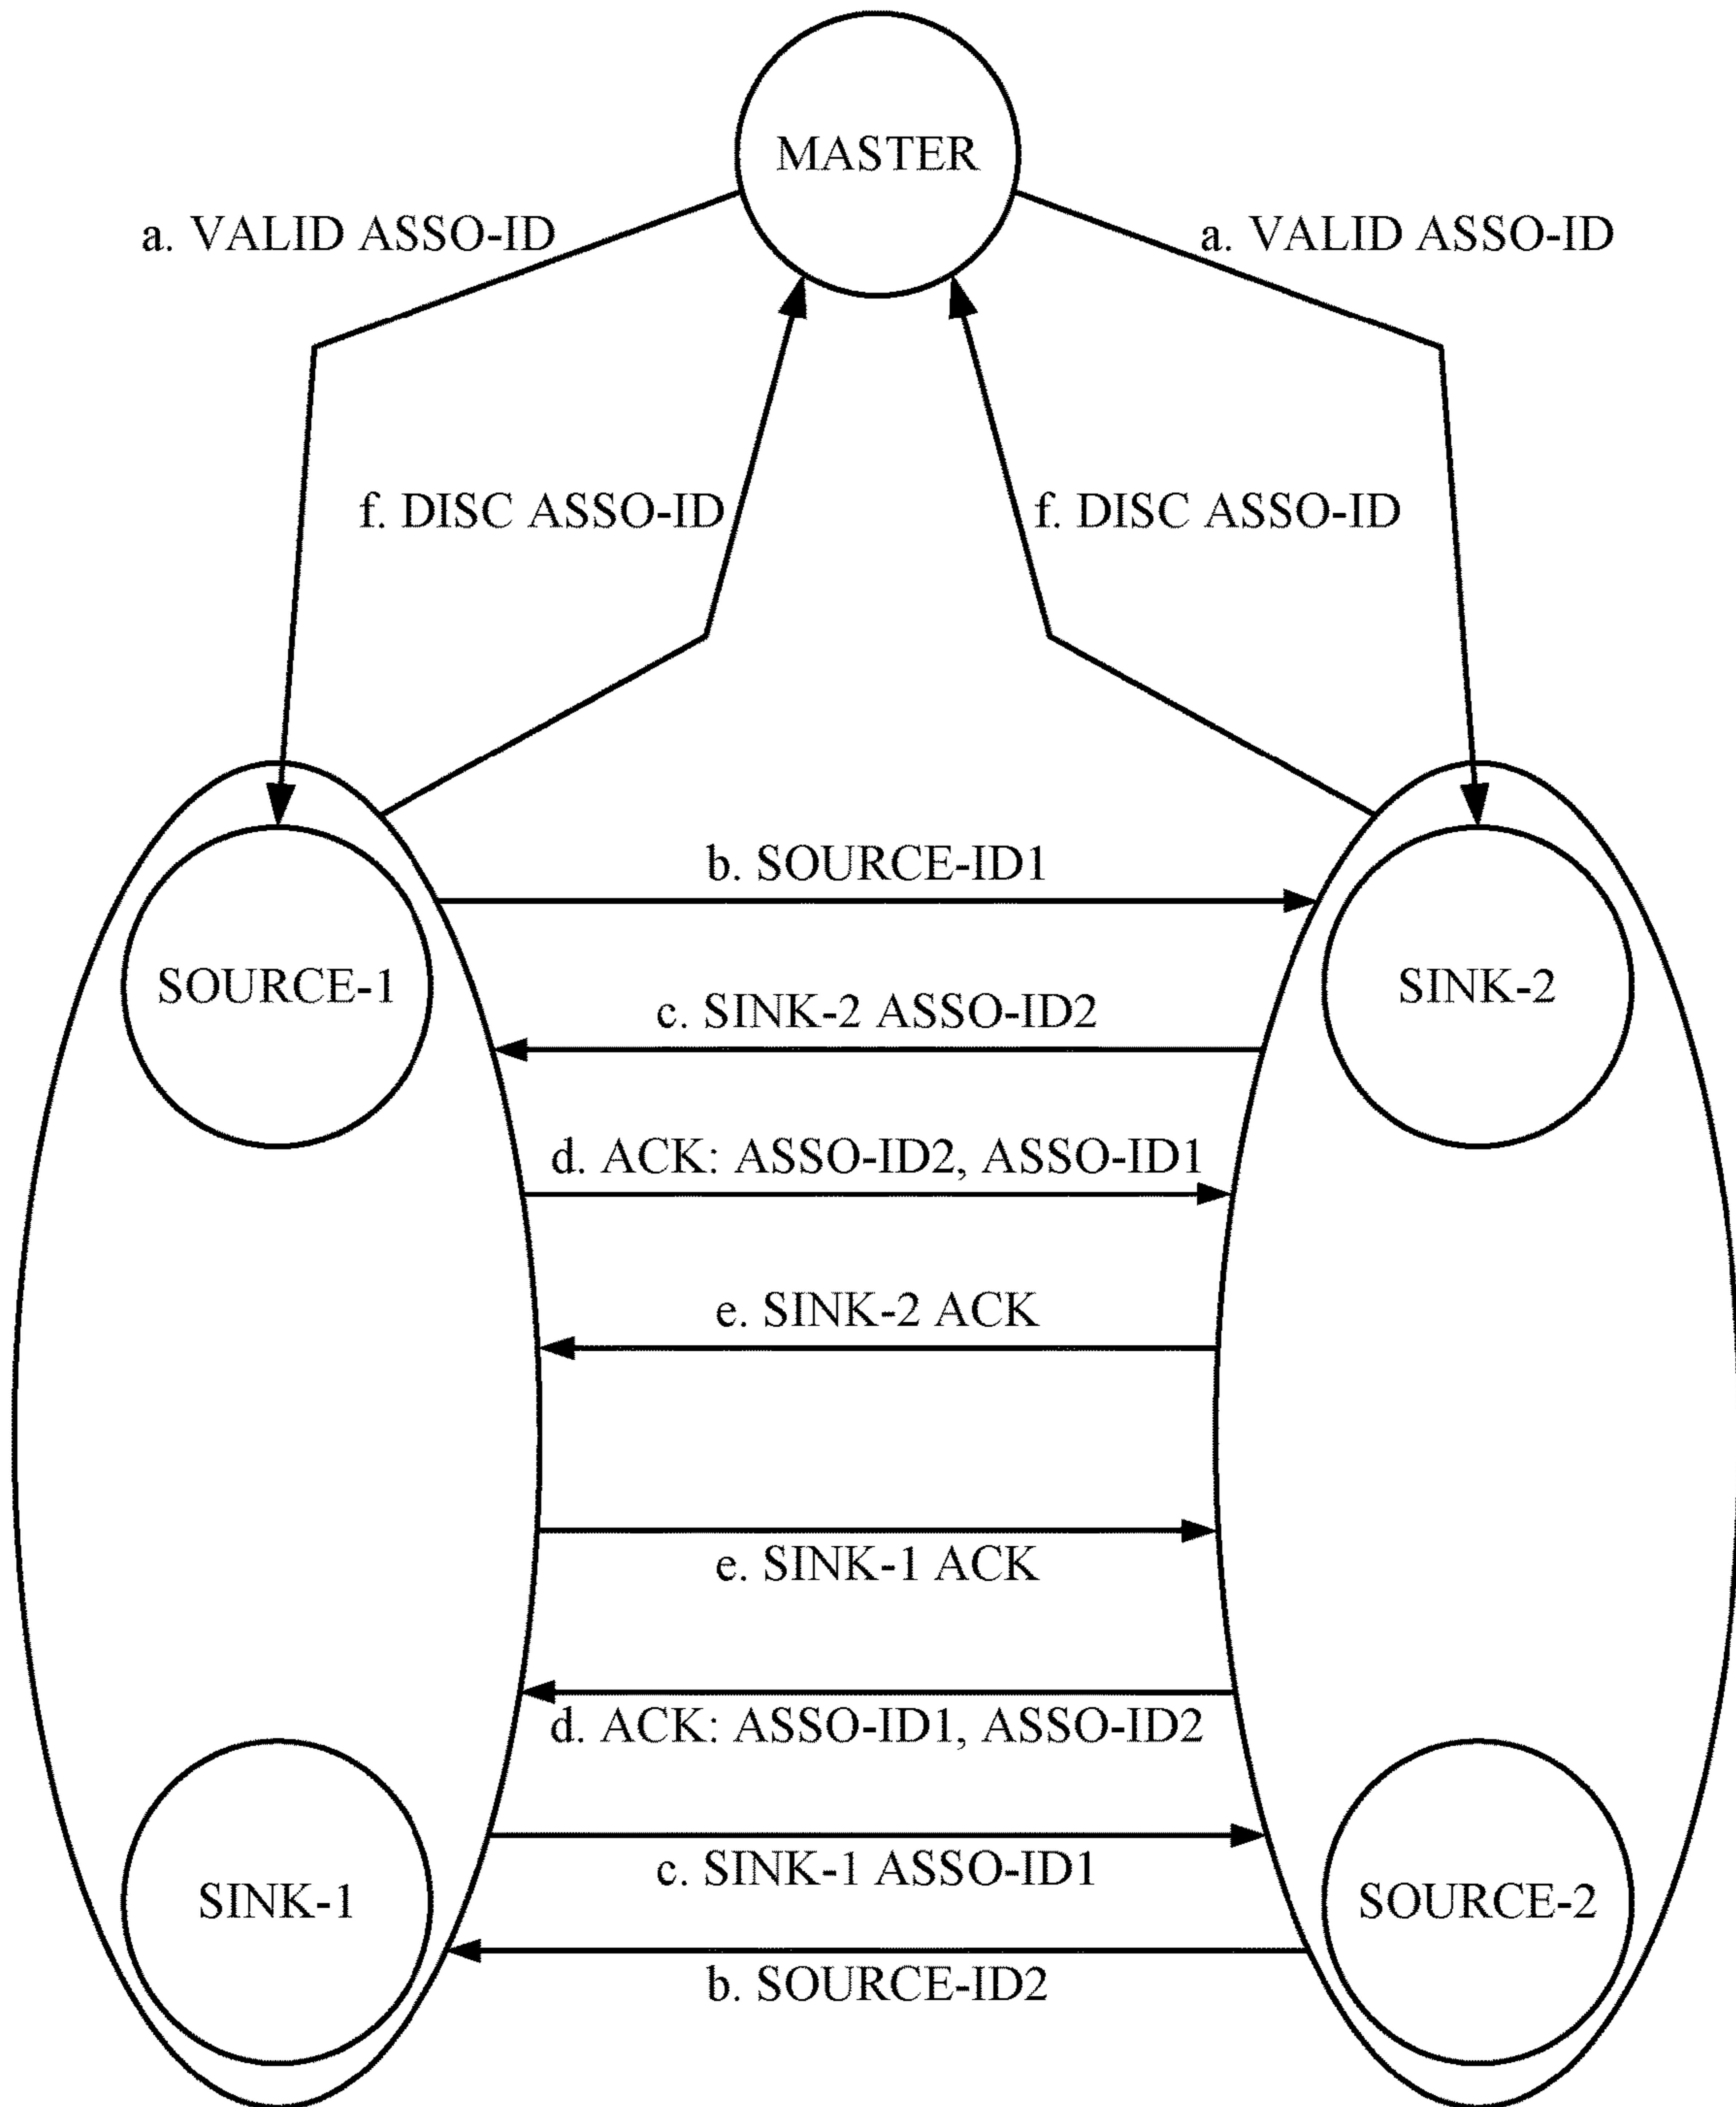 MASTER
a. VALID ASSO-ID
a. VALID ASSO-ID
f. DISC ASSO-ID
f. DISC ASSO-ID
b. SOURCE-ID1
SOURCE-1
SINK-2
c. SINK-2 ASSO-ID2
d. ACK: ASSO-ID2, ASSO-ID1
e. SINK-2 ACK
e. SINK-1 ACK
d. ACK: ASSO-ID1, ASSO-ID2
c. SINK-1 ASSO-ID1
SINK-1
SOURCE-2
b. SOURCE-ID2